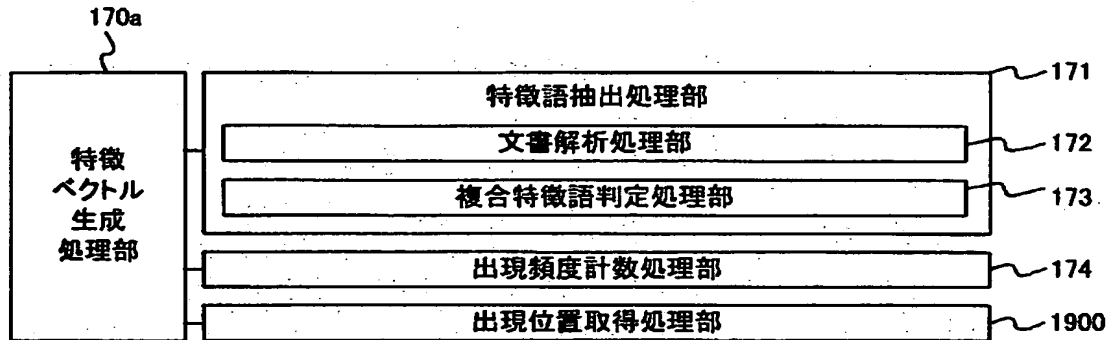 170a
171
特徴語抽出処理部
文書解析処理部
172
特徴
ベクトル
生成
処理部
複合特徴語判定処理部
173
出現頻度計数処理部
174
出現位置取得処理部
1900